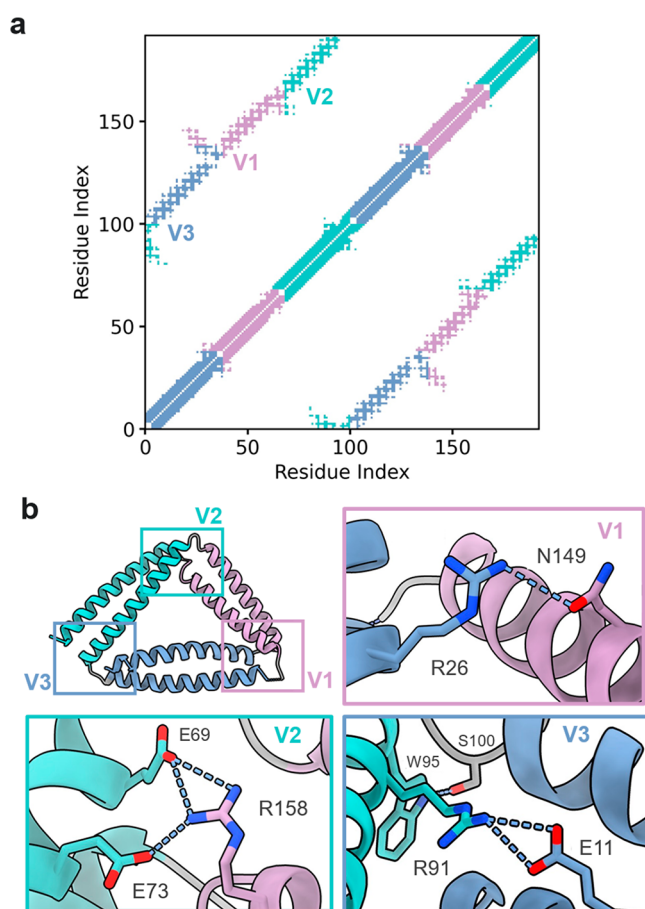 a
V2
V1
V3
150
100
50
0
Residue Index
0
50
100
150
Residue Index
b
V2
V3
V1
V1
N149
R26
V2
E69
R158
E73
V3
S100
W95
R91
E11